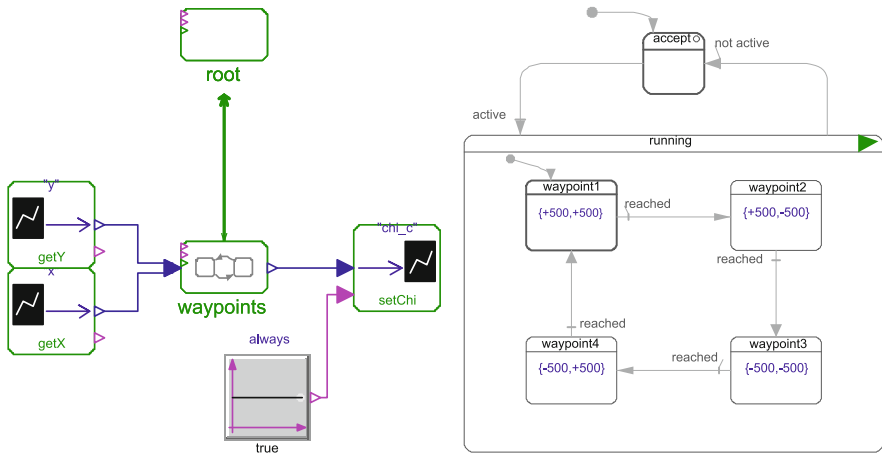 root
"y"
getY
x
getX
waypoints
"chi_c"
setChi
always
true
accept
not active
active
running
waypoint1
{+500,+500}
reached
waypoint2
{+500,-500}
reached
waypoint4
{-500,+500}
reached
waypoint3
{-500,-500}
reached